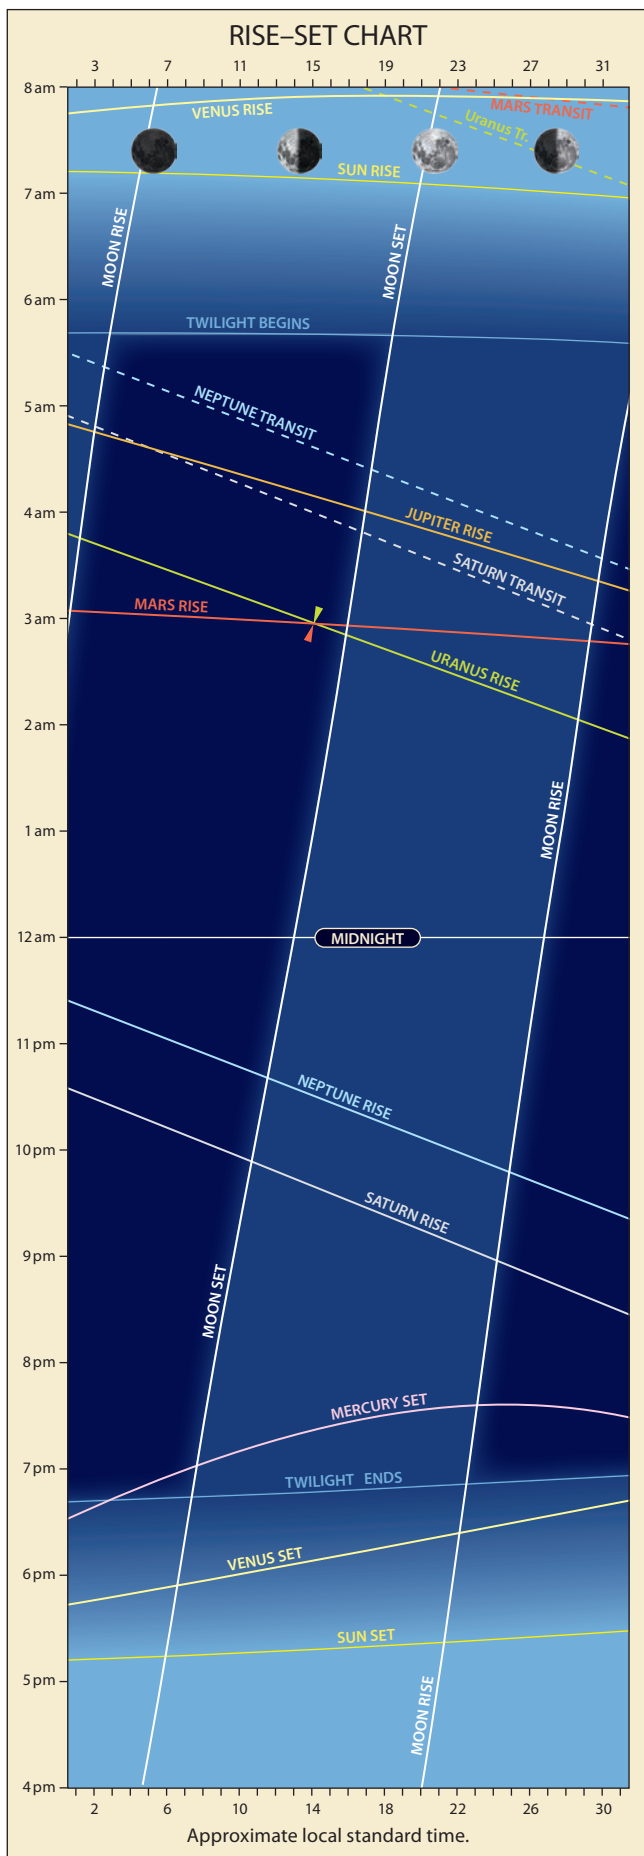 RISE–SET CHART
3 7 11 15 19 23 27 31
8 am
VENUS RISE
MARS TRANSIT
Uranus Tr.
SUN RISE
7 am
MOON RISE
MOON SET
6 am
TWILIGHT BEGINS
5 am
NEPTUNE TRANSIT
4 am
JUPITER RISE
SATURN TRANSIT
3 am
MARS RISE
URANUS RISE
2 am
1 am
MOON RISE
12 am
MIDNIGHT
11 pm
NEPTUNE RISE
10 pm
SATURN RISE
9 pm
MOON SET
8 pm
MERCURY SET
7 pm
TWILIGHT ENDS
6 pm
VENUS SET
SUN SET
5 pm
MOON RISE
4 pm
2 6 10 14 18 22 26 30
Approximate local standard time.